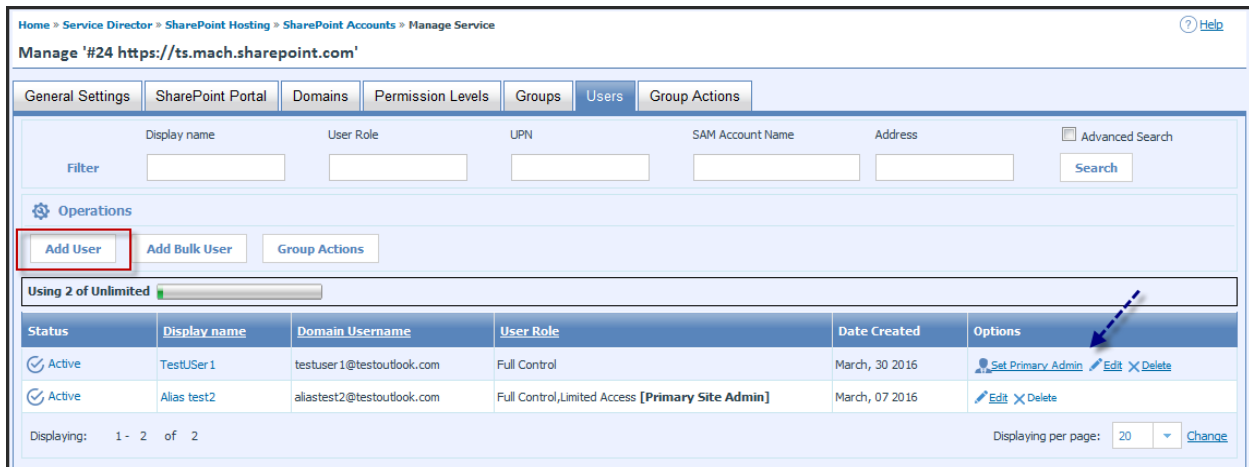 Home » Service Director » SharePoint Hosting » SharePoint Accounts » Manage Service
? Help
Manage '#24 https://ts.mach.sharepoint.com'
General Settings SharePoint Portal Domains Permission Levels Groups Users Group Actions
Display name User Role UPN SAM Account Name Address Advanced Search
Filter Search
Operations
Add User Add Bulk User Group Actions
Using 2 of Unlimited
Status Display name Domain Username User Role Date Created Options
Active TestUSer1 testuser1@testoutlook.com Full Control March, 30 2016 Set Primary Admin Edit Delete
Active Alias test2 aliastest2@testoutlook.com Full Control,Limited Access [Primary Site Admin] March, 07 2016 Edit Delete
Displaying: 1 - 2 of 2 Displaying per page: 20 Change